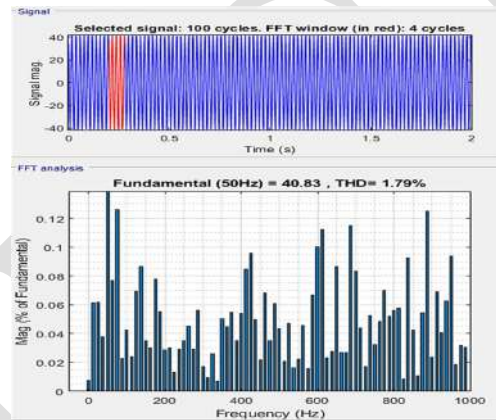 Signal
Selected signal: 100 cycles. FFT window (in red): 4 cycles
Signal mag.
40
20
0
-20
-40
0
0.5
1
1.5
2
Time (s)
FFT analysis
Fundamental (50Hz) = 40.83 , THD= 1.79%
Mag (% of Fundamental)
0.12
0.1
0.08
0.06
0.04
0.02
0
0
200
400
600
800
1000
Frequency (Hz)